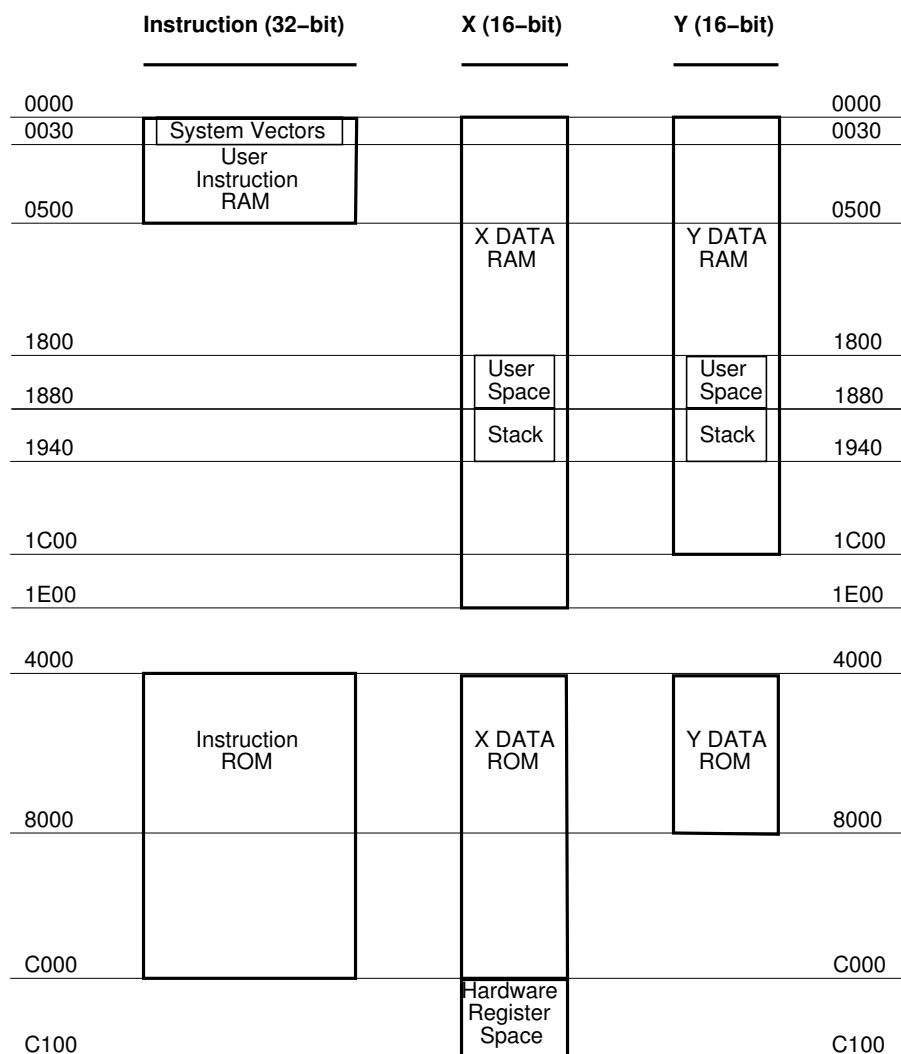 Instruction (32−bit) X (16−bit) Y (16−bit)
0000 0000
System Vectors
0030 0030
User
Instruction
RAM
0500 0500
X DATA Y DATA
RAM RAM
1800 1800
User User
Space Space
1880 1880
Stack Stack
1940 1940
1C00 1C00
1E00 1E00
4000 4000
Instruction X DATA Y DATA
ROM ROM ROM
8000 8000
C000 C000
Hardware
Register
Space
C100 C100